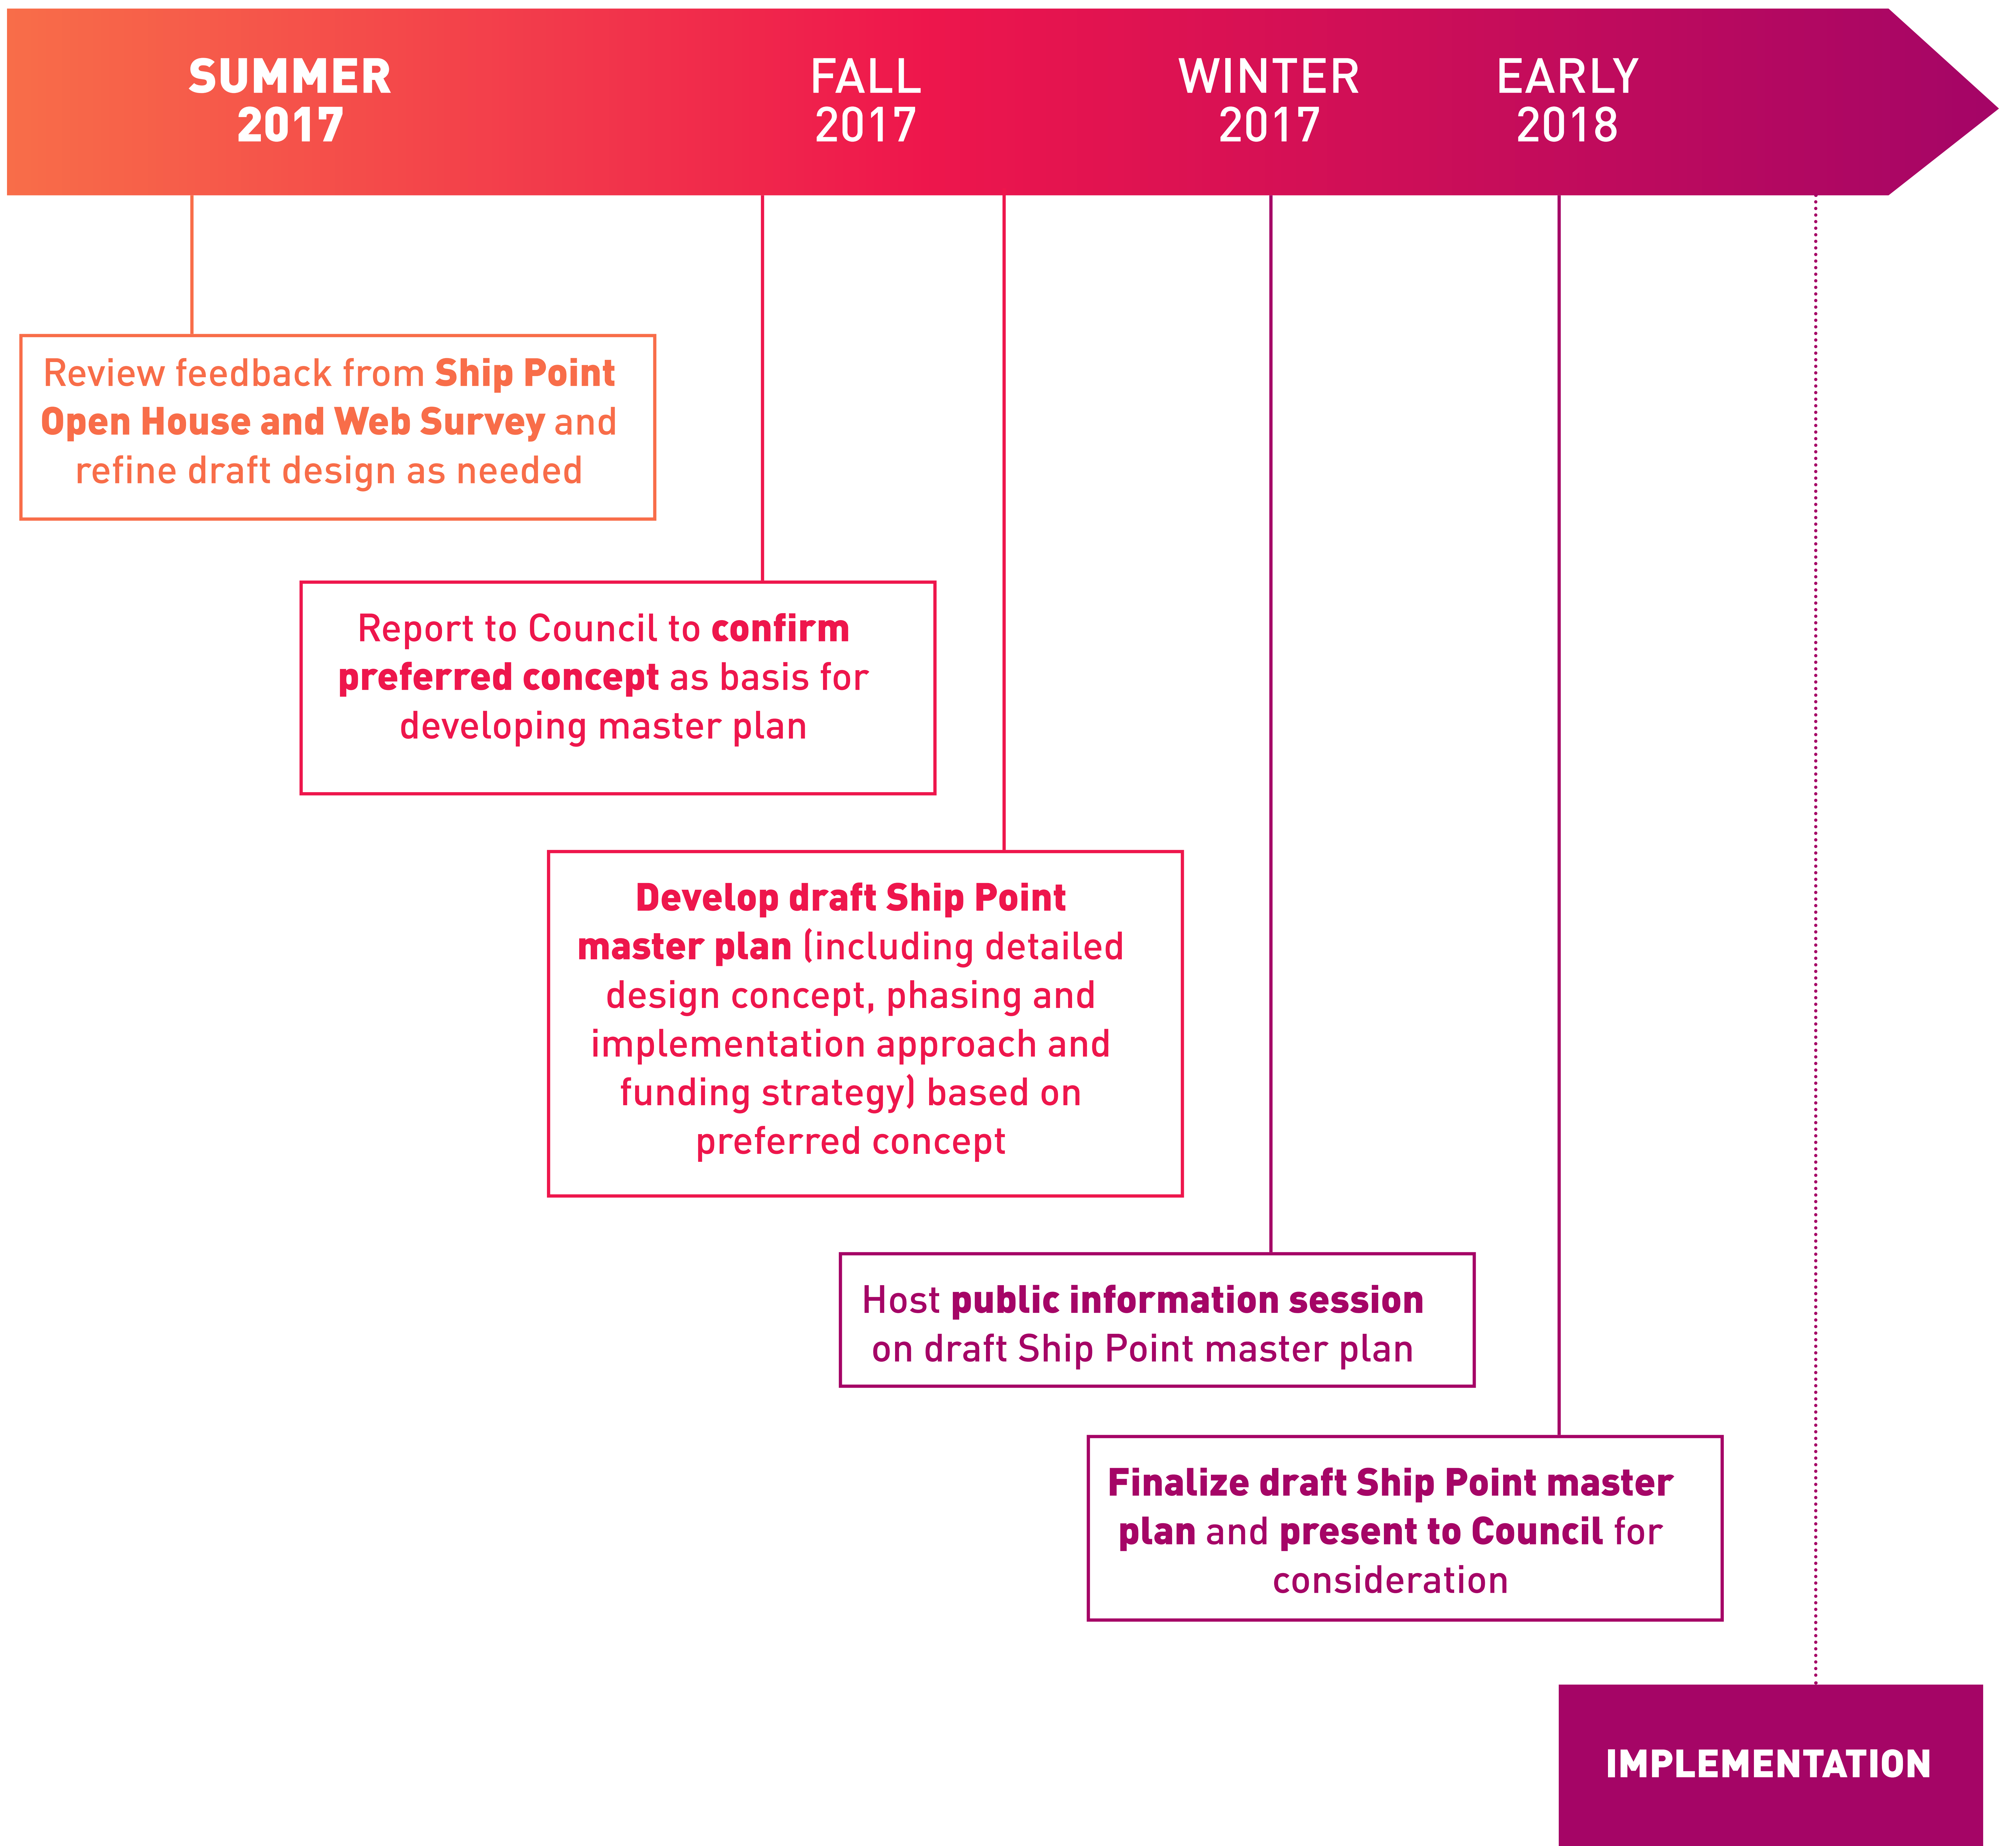 SUMMER
2017
FALL
2017
WINTER
2017
EARLY
2018
Review feedback from Ship Point
Open House and Web Survey and
refine draft design as needed
Report to Council to confirm
preferred concept as basis for
developing master plan
Develop draft Ship Point
master plan (including detailed
design concept, phasing and
implementation approach and
funding strategy) based on
preferred concept
Host public information session
on draft Ship Point master plan
Finalize draft Ship Point master
plan and present to Council for
consideration
IMPLEMENTATION